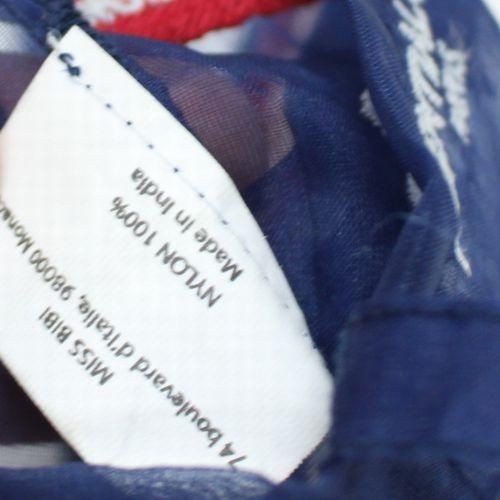 MISS BIBI
74 boulevard d'Italie, 98000
NYLON 100%
Made in India